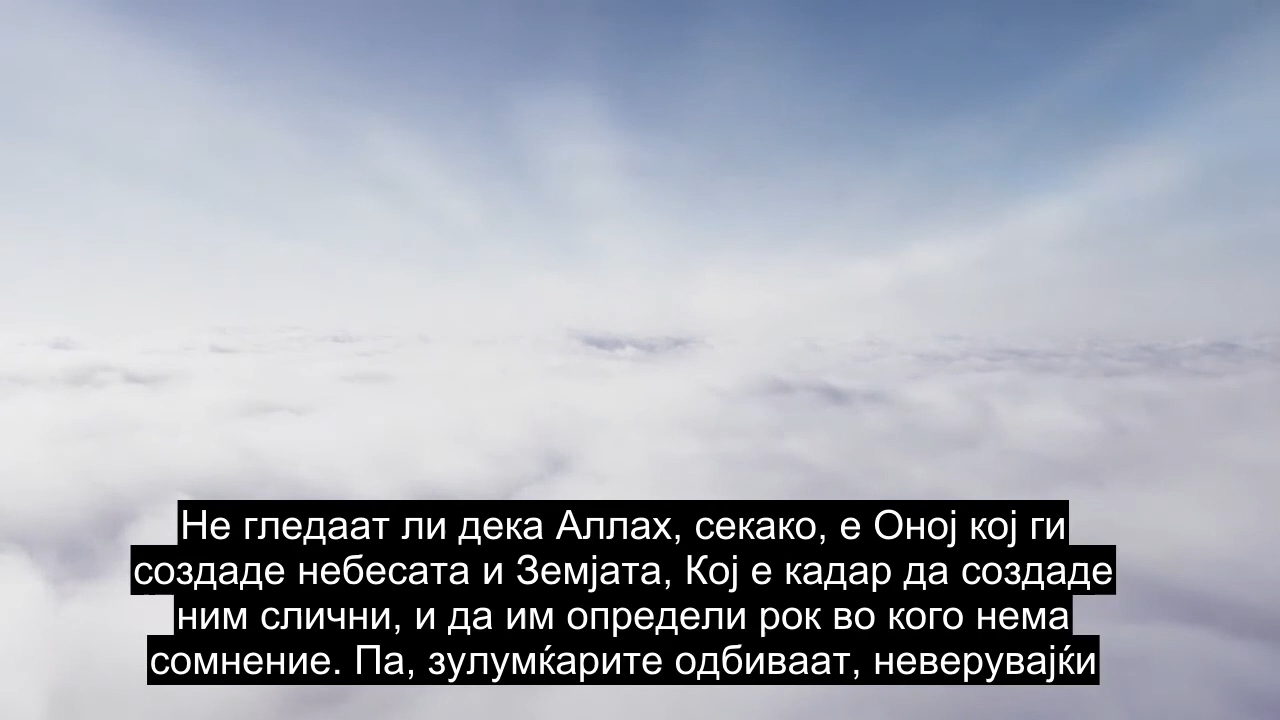 Не гледаат ли дека Аллах, секако, е Оној кој ги
создаде небесата и Земјата, Кој е кадар да создаде
ним слични, и да им определи рок во кого нема
сомнение. Па, зулумќарите одбиваат, неверувајќи